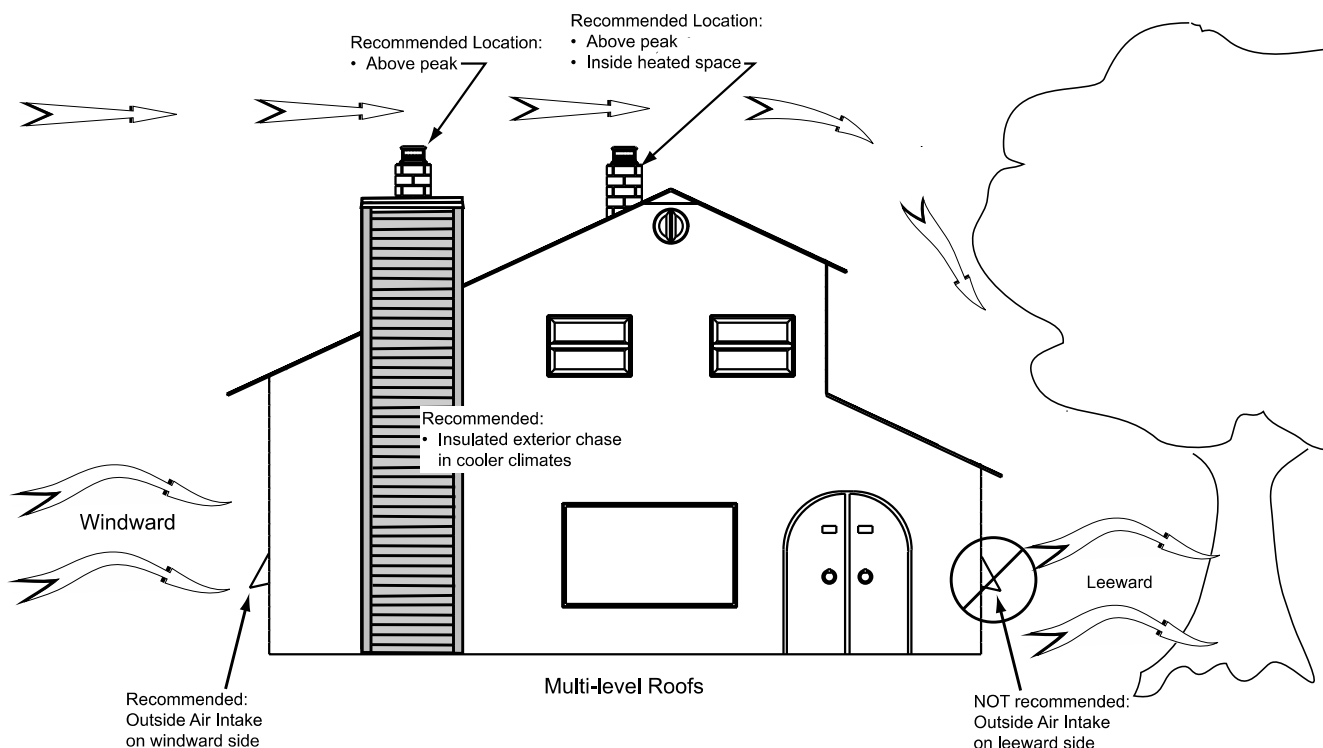 Recommended Location:
• Above peak
Recommended Location:
• Above peak
• Inside heated space
Recommended:
• Insulated exterior chase
in cooler climates
Windward
Leeward
Multi-level Roofs
Recommended:
Outside Air Intake
on windward side
NOT recommended:
Outside Air Intake
on leeward side